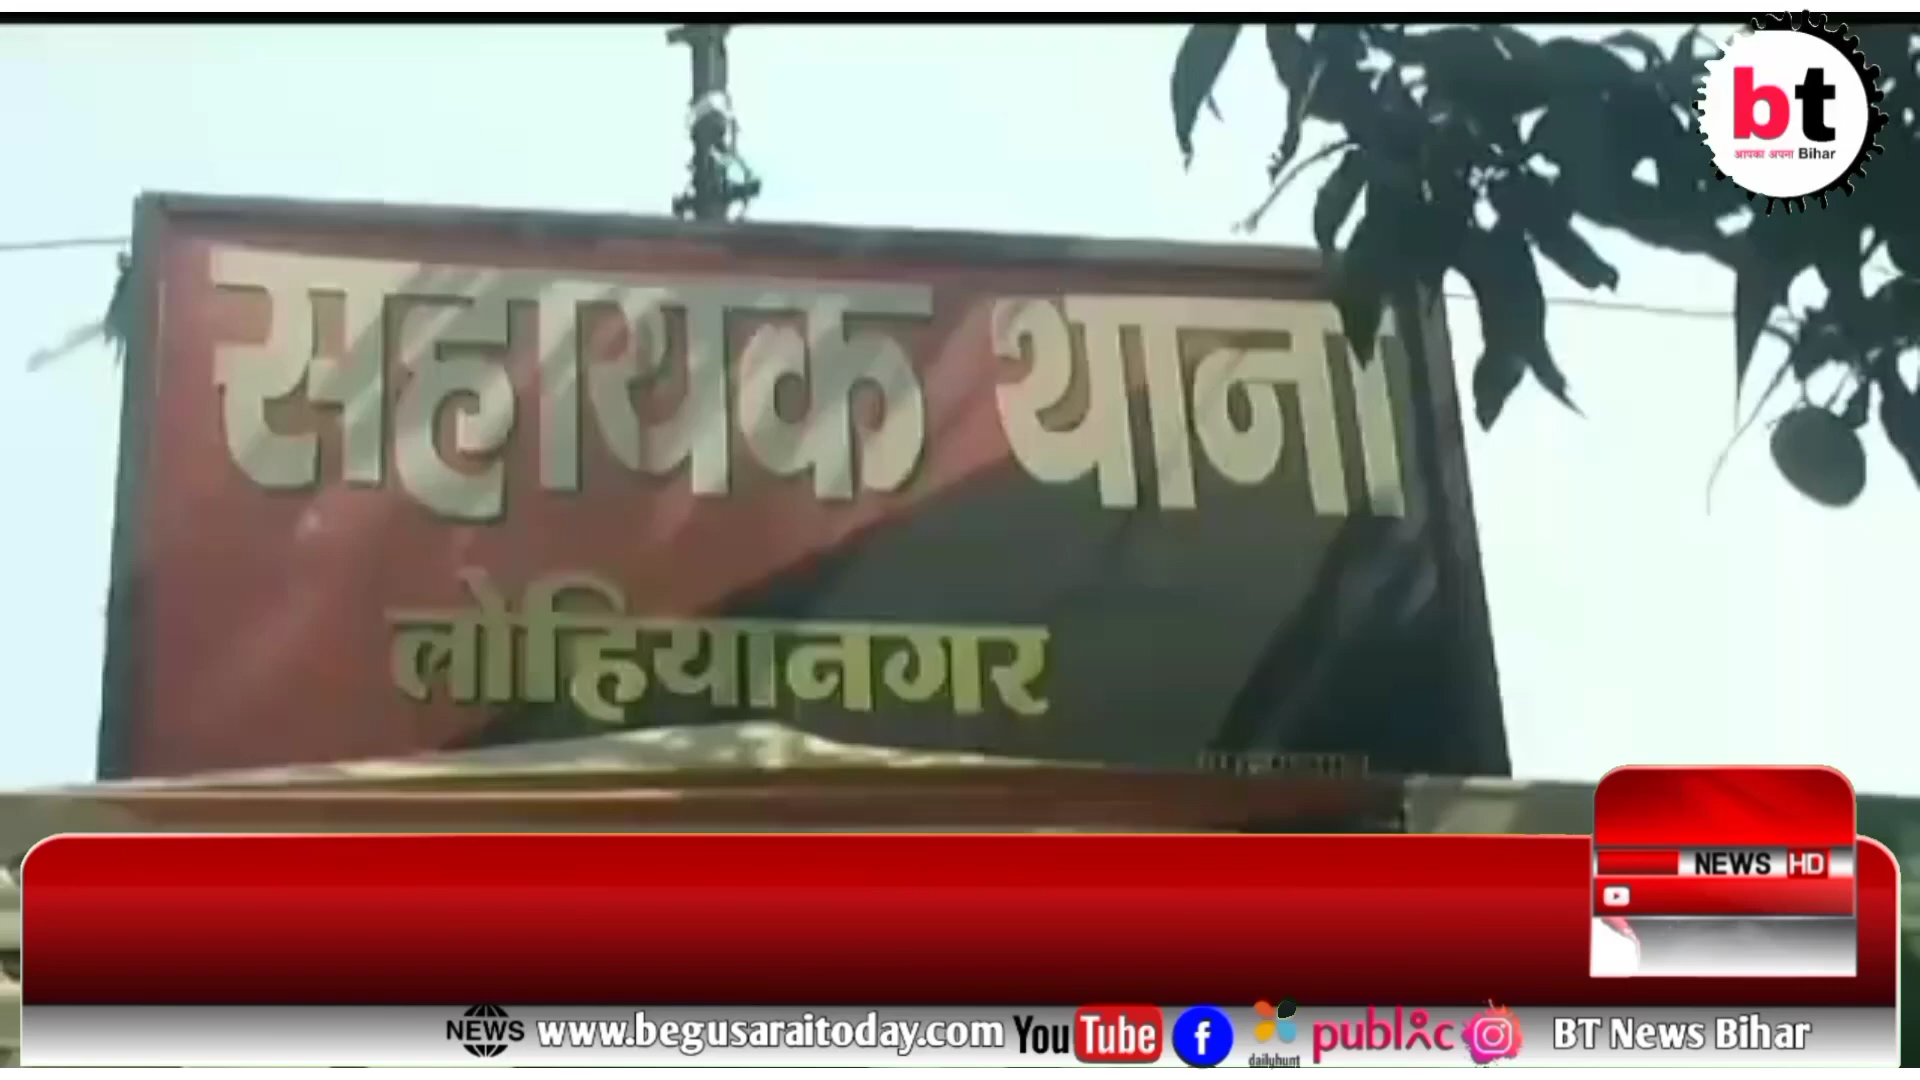 bt
आपका अपना Bihar
सहायक थाना
लोहियानगर
NEWS HD
NEWS www.begusaraitoday.com YouTube f dailyhunt public BT News Bihar